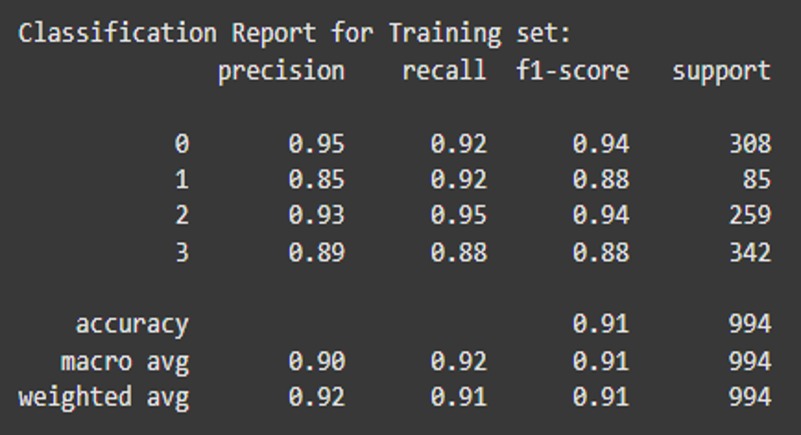 Classification Report for Training set:
precision recall f1-score support
0 0.95 0.92 0.94 308
1 0.85 0.92 0.88 85
2 0.93 0.95 0.94 259
3 0.89 0.88 0.88 342
accuracy 0.91 994
macro avg 0.90 0.92 0.91 994
weighted avg 0.92 0.91 0.91 994